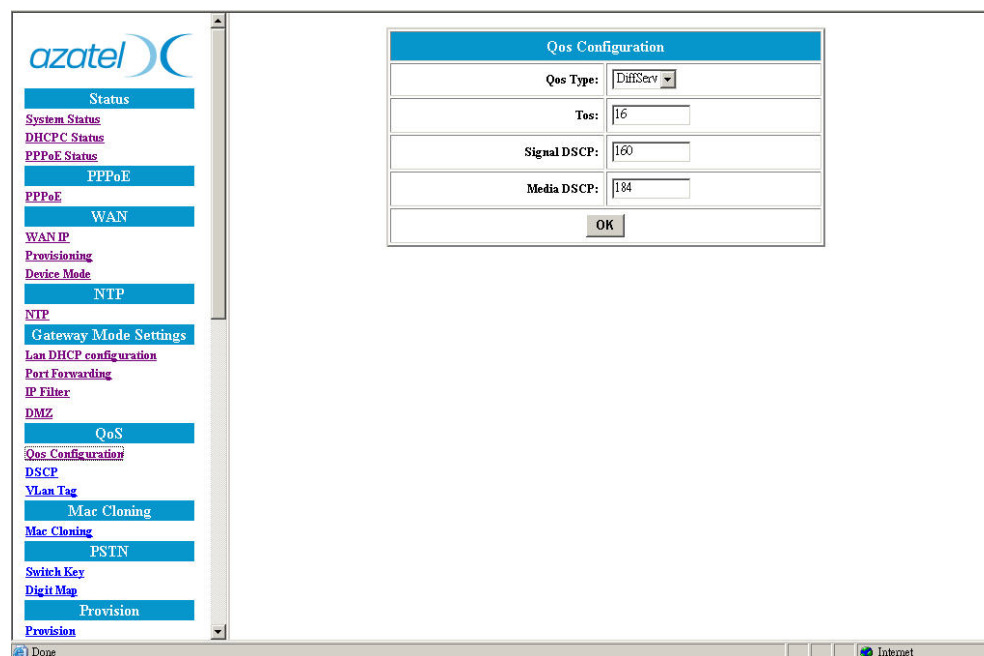 azatel
Status
System Status
DHCPC Status
PPPoE Status
PPPoE
PPPoE
WAN
WAN IP
Provisioning
Device Mode
NTP
NTP
Gateway Mode Settings
Lan DHCP configuration
Port Forwarding
IP Filter
DMZ
QoS
Qos Configuration
DSCP
VLan Tag
Mac Cloning
Mac Cloning
PSTN
Switch Key
Digit Map
Provision
Provision
Qos Configuration
Qos Type: DiffServ
Tos: 16
Signal DSCP: 160
Media DSCP: 184
OK
Done
Internet